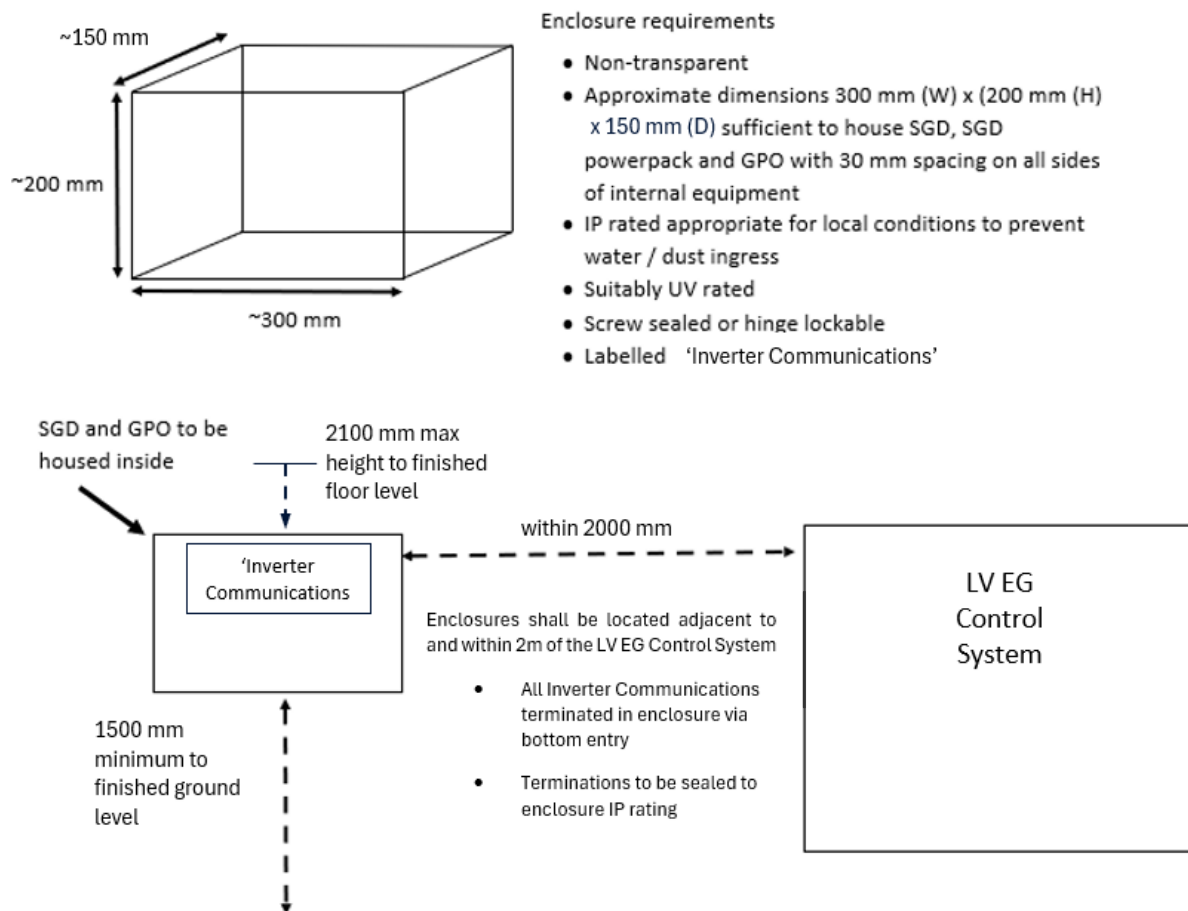 ~150 mm
~200 mm
~300 mm
Enclosure requirements
• Non-transparent
• Approximate dimensions 300 mm (W) x (200 mm (H)
x 150 mm (D) sufficient to house SGD, SGD
powerpack and GPO with 30 mm spacing on all sides
of internal equipment
• IP rated appropriate for local conditions to prevent
water / dust ingress
• Suitably UV rated
• Screw sealed or hinge lockable
• Labelled ‘Inverter Communications’
SGD and GPO to be
housed inside
2100 mm max
height to finished
floor level
‘Inverter
Communications
within 2000 mm
Enclosures shall be located adjacent to
and within 2m of the LV EG Control System
• All Inverter Communications
terminated in enclosure via
bottom entry
• Terminations to be sealed to
enclosure IP rating
1500 mm
minimum to
finished ground
level
LV EG
Control
System